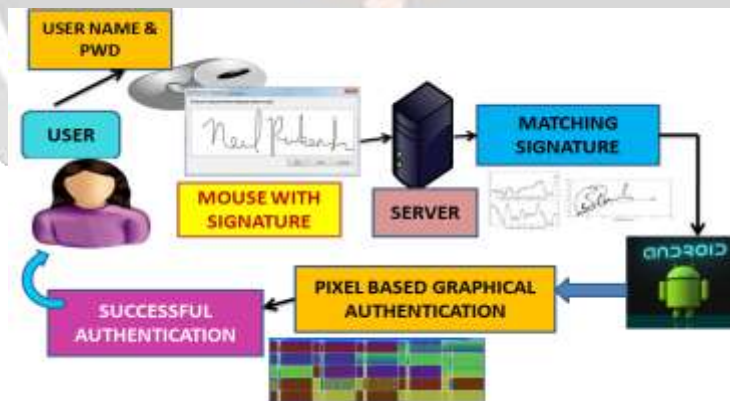 USER NAME &
PWD
USER
MOUSE WITH
SIGNATURE
SERVER
MATCHING
SIGNATURE
ANDROID
PIXEL BASED GRAPHICAL
AUTHENTICATION
SUCCESSFUL
AUTHENTICATION